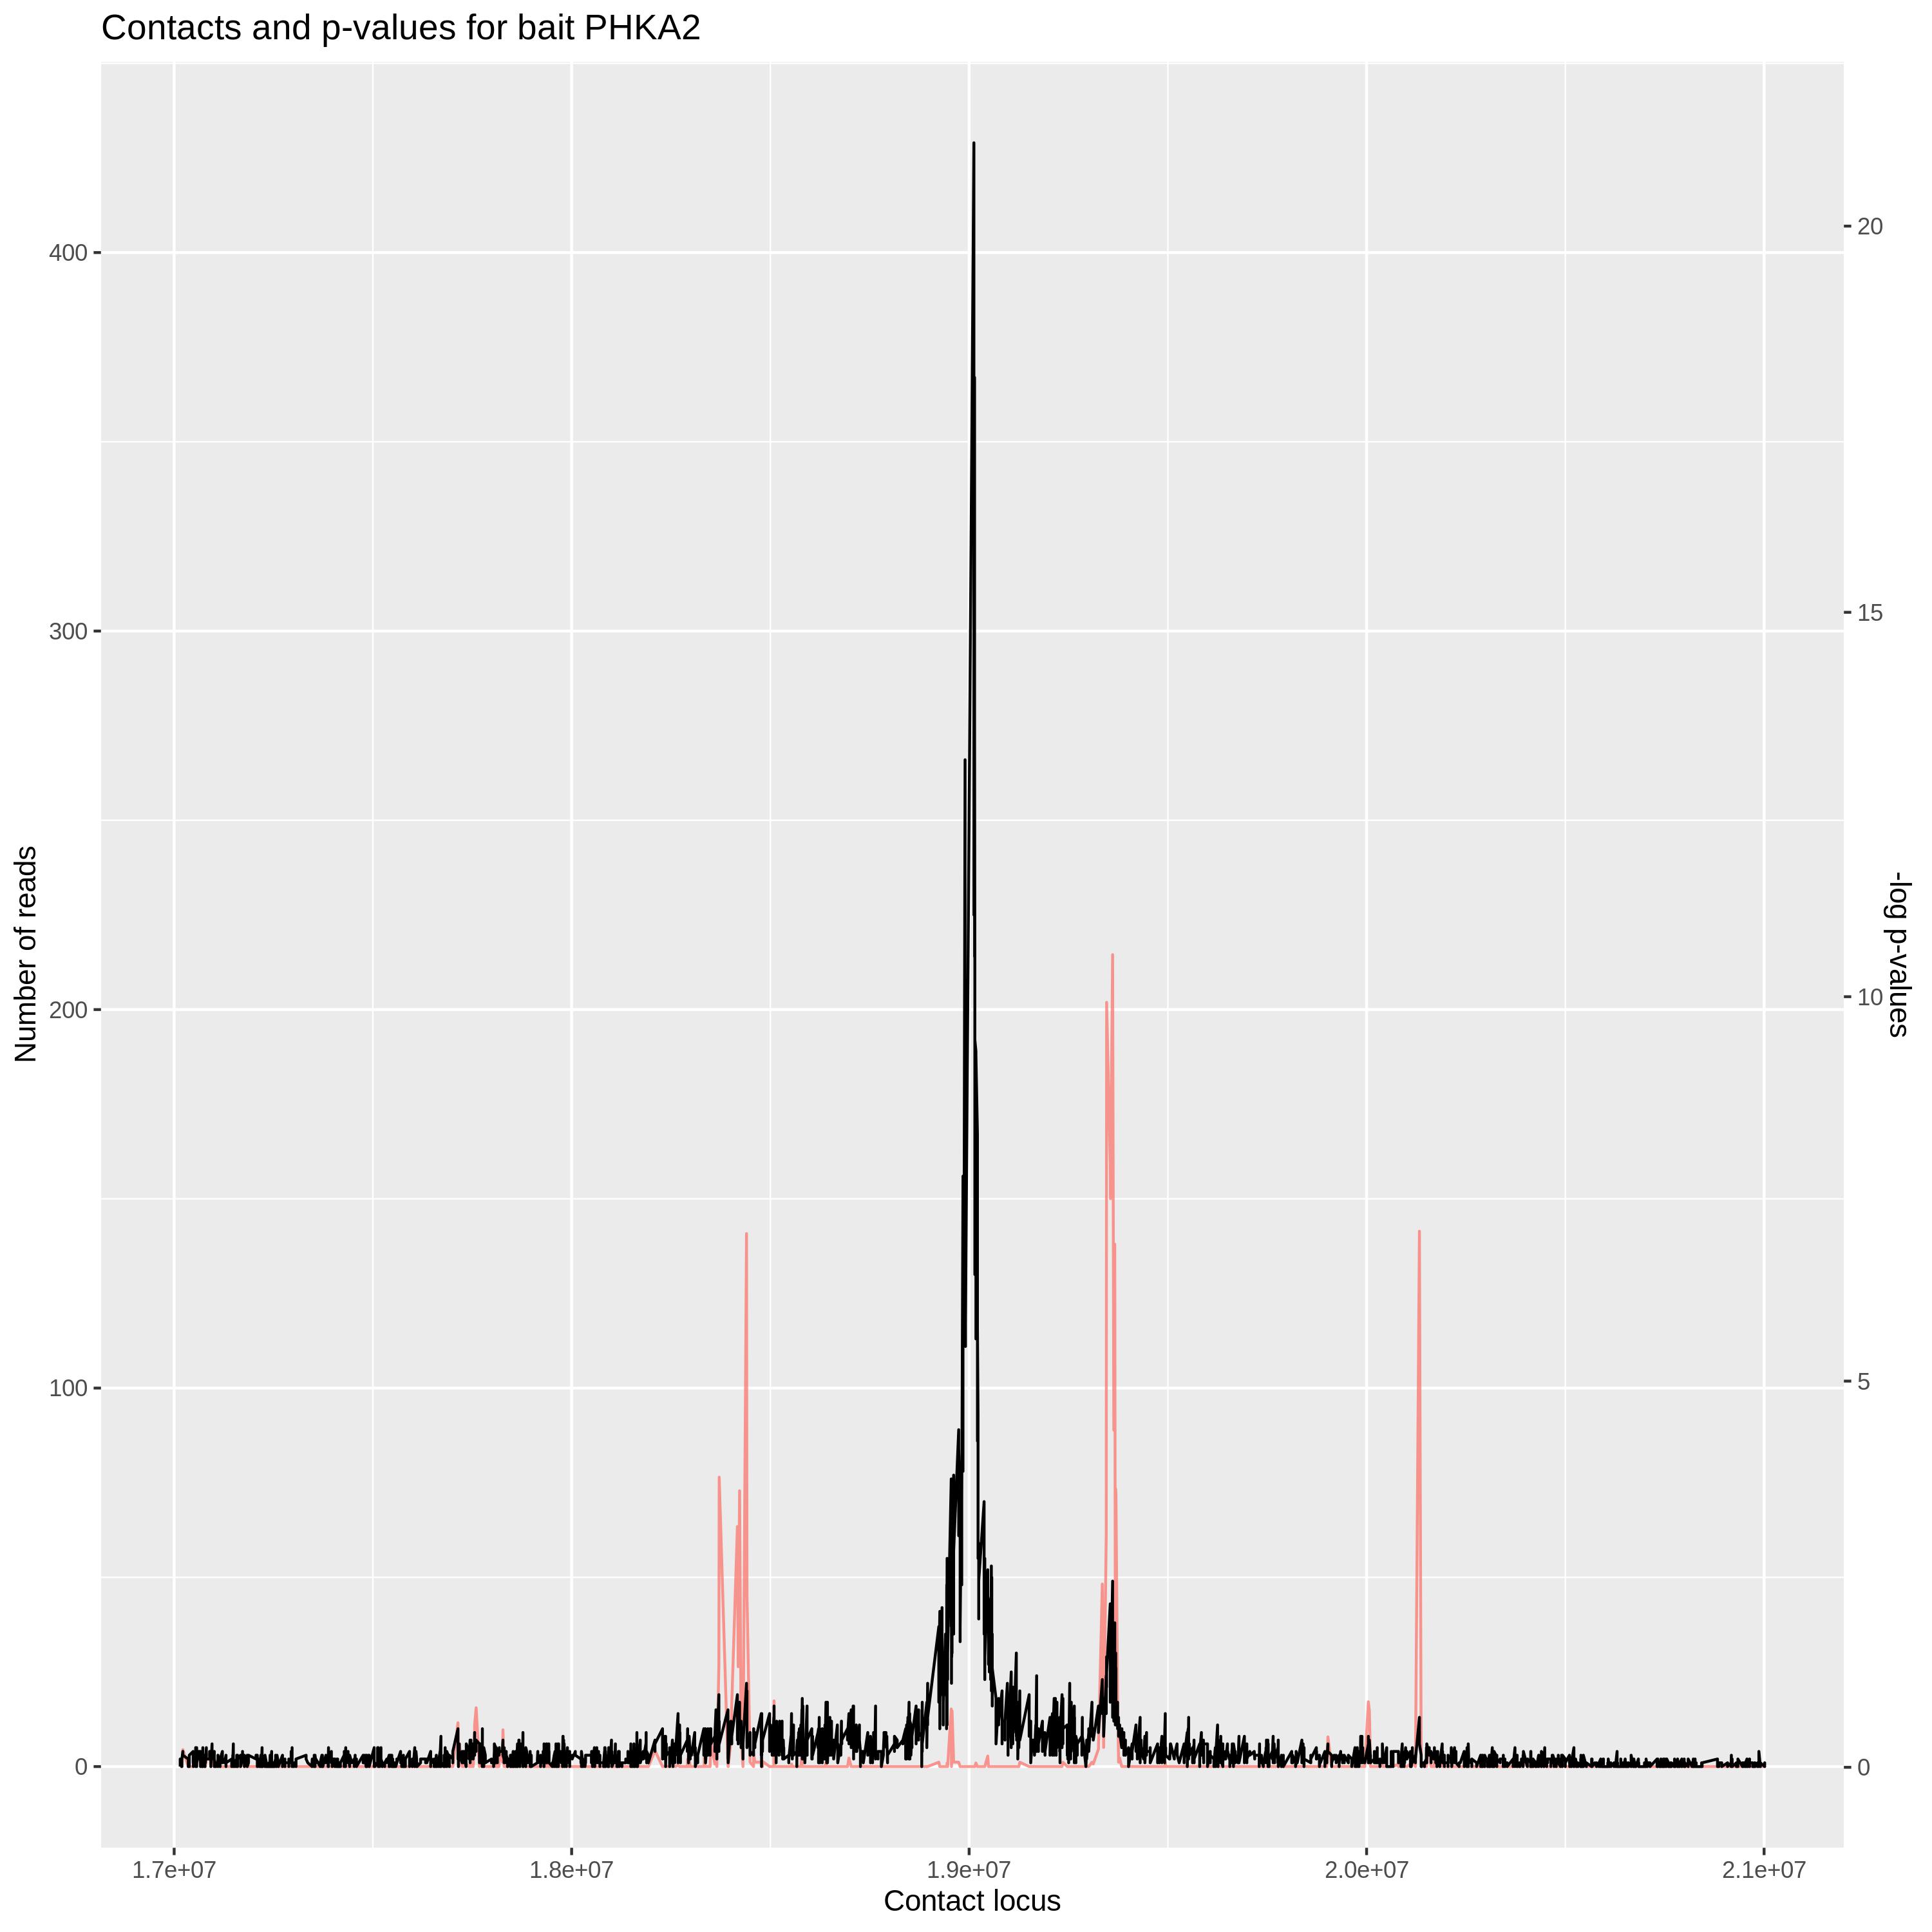 Contacts and p-values for bait PHKA2
400
300
200
100
0
Number of reads
20
15
10
5
0
-log p-values
1.7e+07
1.8e+07
1.9e+07
2.0e+07
2.1e+07
Contact locus